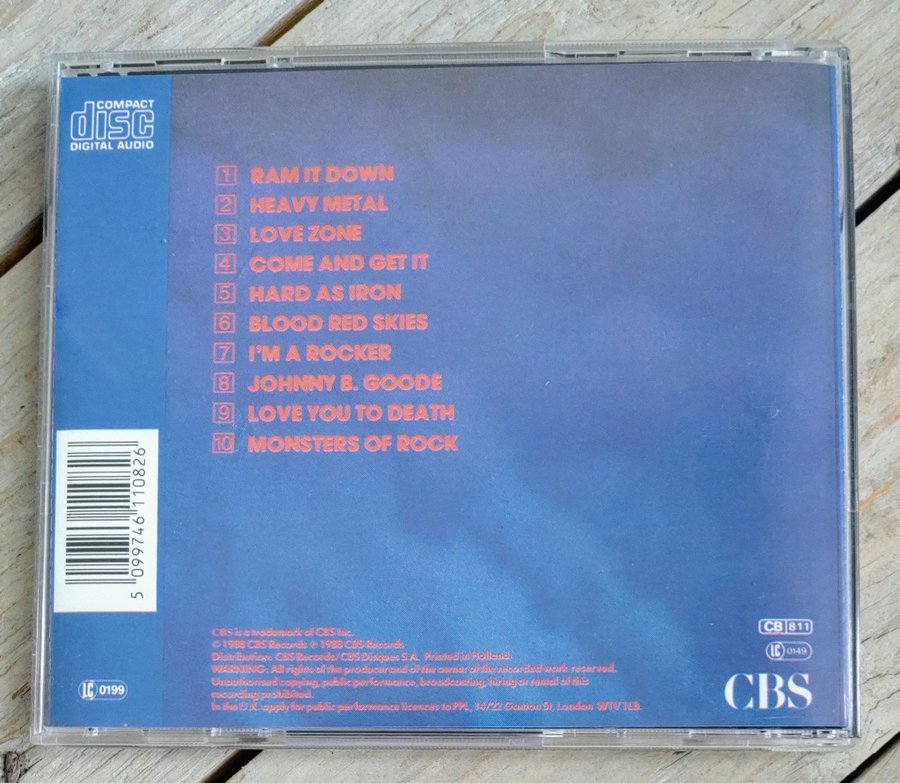 COMPACT
disc
DIGITAL AUDIO
1 RAM IT DOWN
2 HEAVY METAL
3 LOVE ZONE
4 COME AND GET IT
5 HARD AS IRON
6 BLOOD RED SKIES
7 I'M A ROCKER
8 JOHNNY B. GOODE
9 LOVE YOU TO DEATH
10 MONSTERS OF ROCK
5 099746 110826
CBS is a trademark of CBS Inc.
© 1988 CBS Records ℗ 1988 CBS Records
Distribution: CBS Records/CBS Disques S.A. Printed in Holland.
WARNING: All rights of the producer and of the owner of the recorded work reserved.
Unauthorised copying, public performance, broadcasting, hiring or rental of this
recording prohibited.
In the U.K. apply for public performance licences to PPL, 14/22 Ganton St, London W1V 1LB.
CB 811
LC 0149
CBS
LC 0199